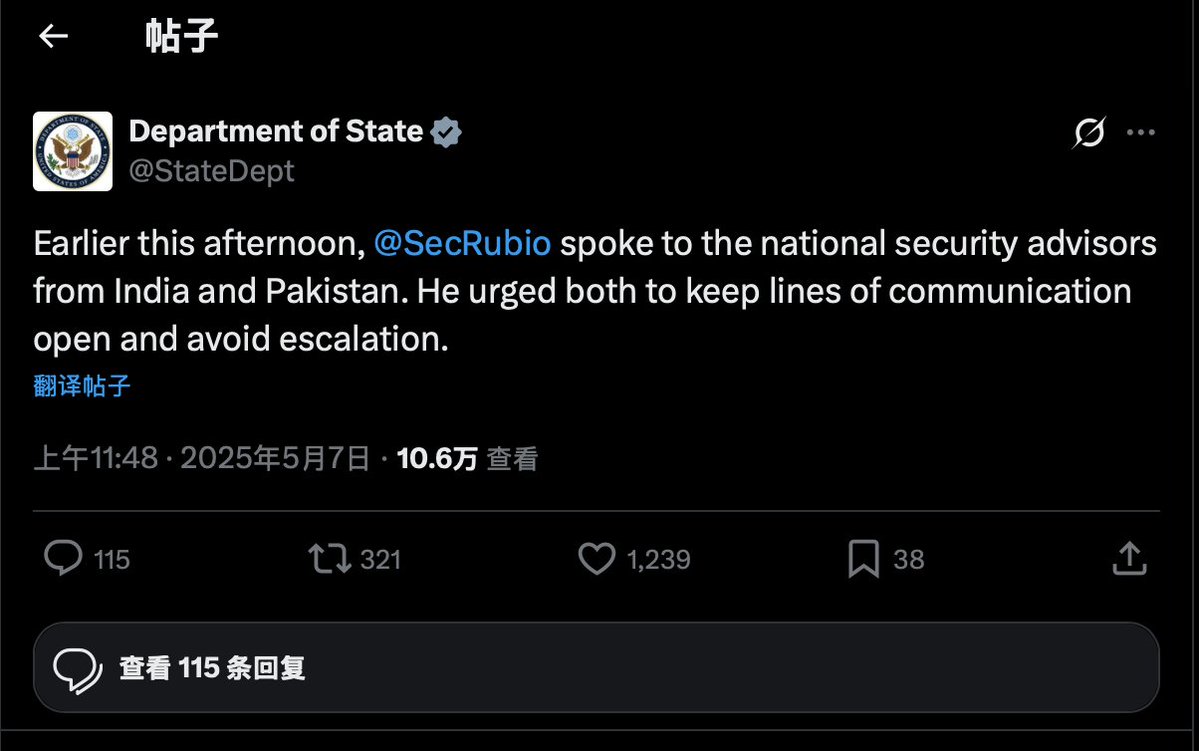 帖子
Department of State
@StateDept
Earlier this afternoon, @SecRubio spoke to the national security advisors
from India and Pakistan. He urged both to keep lines of communication
open and avoid escalation.
翻译帖子
上午11:48 · 2025年5月7日 · 10.6万 查看
115 321 1,239 38
查看 115 条回复